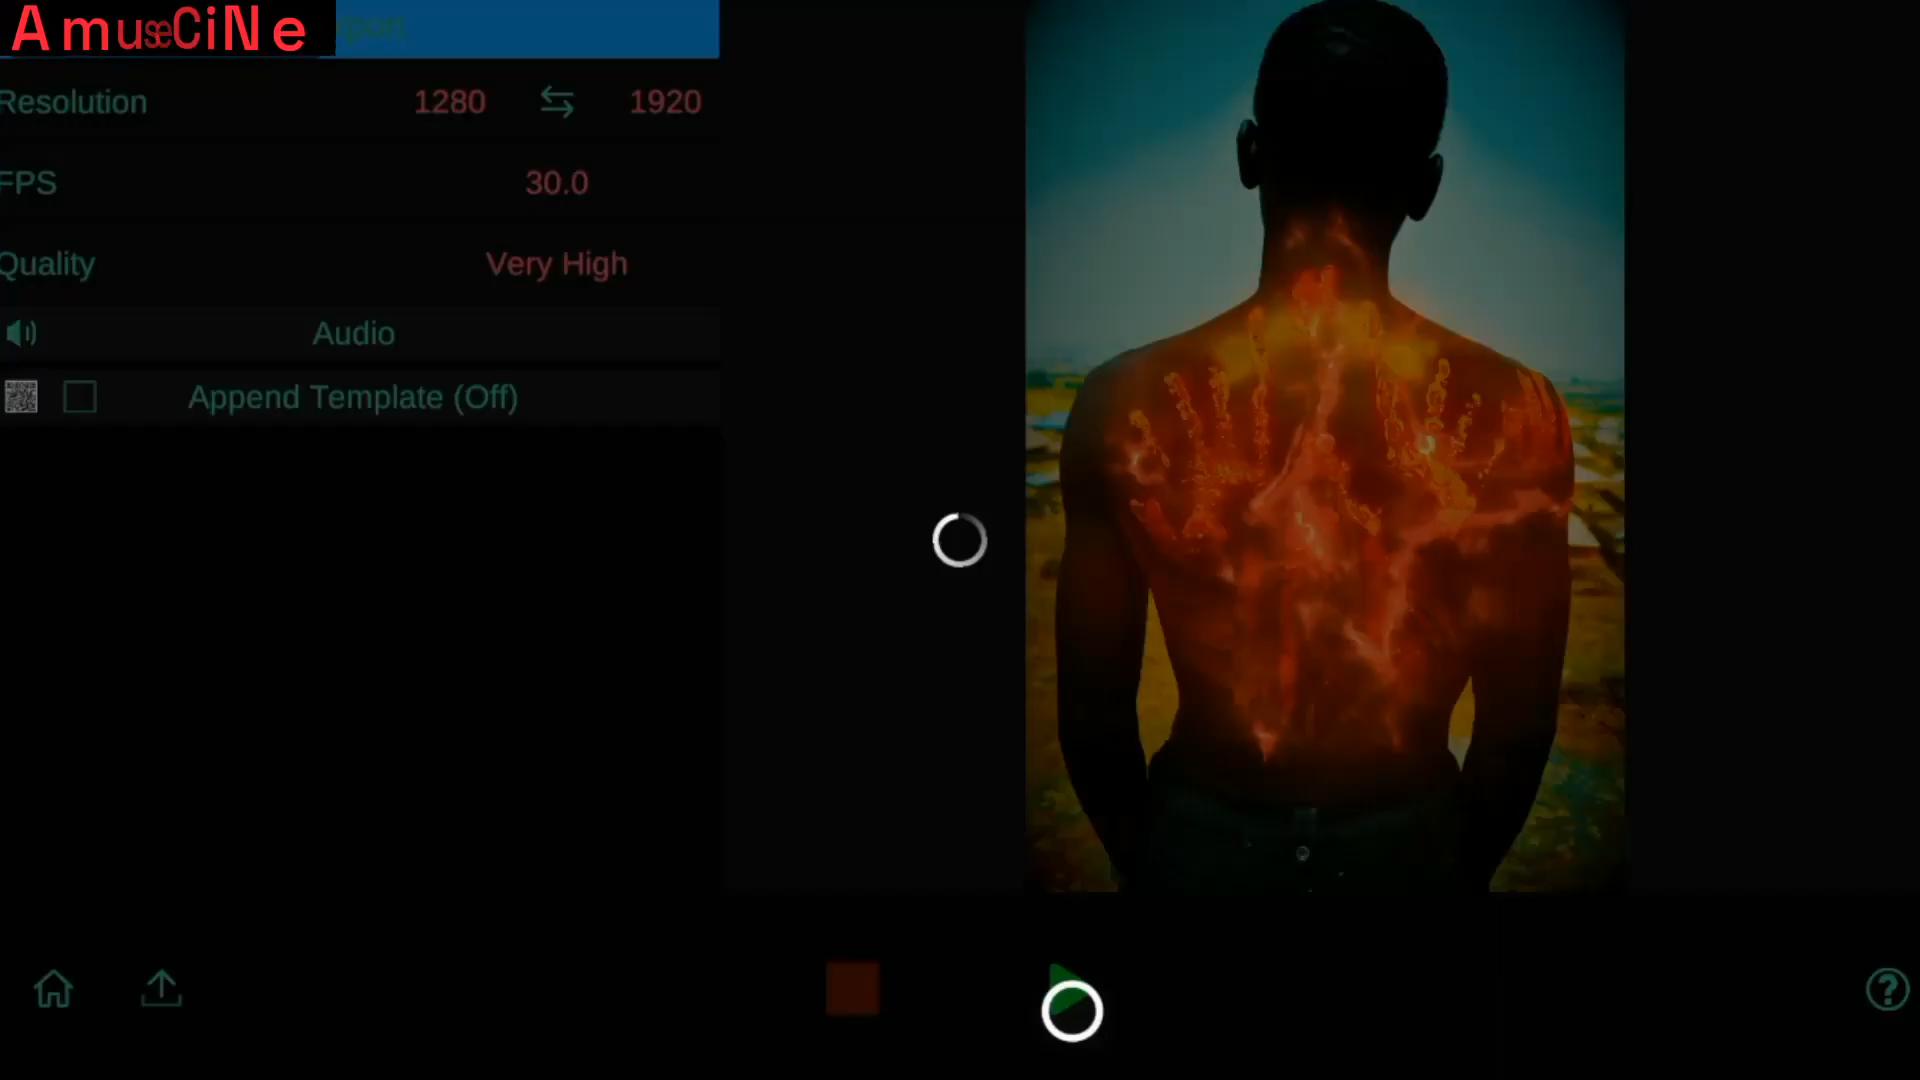 AmuseCiNe
Resolution 1280 1920
FPS 30.0
Quality Very High
Audio
Append Template (Off)